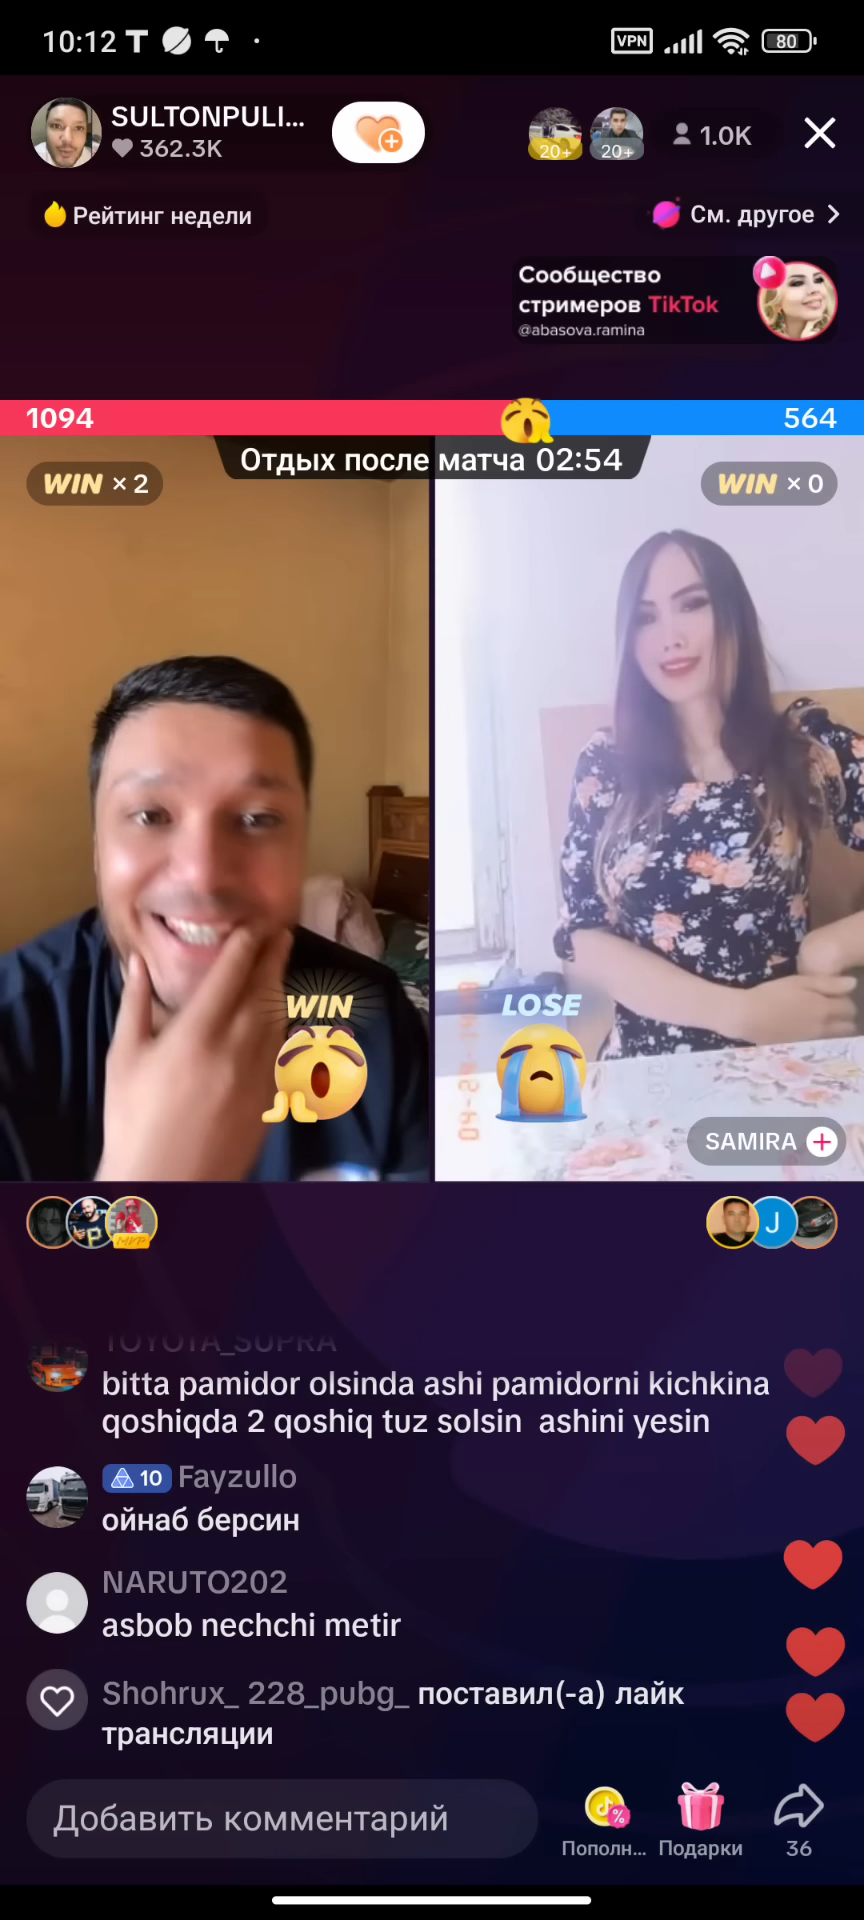 10:12
VPN
80
SULTONPULI...
362.3K
20+
20+
1.0K
Рейтинг недели
См. другое
Сообщество
стримеров TikTok
@abasova.ramina
1094
564
Отдых после матча 02:54
WIN × 2
WIN × 0
WIN
LOSE
SAMIRA
P
MVP
J
TOYOTA_SUPRA
bitta pamidor olsinda ashi pamidorni kichkina
qoshiqda 2 qoshiq tuz solsin ashini yesin
10 Fayzullo
ойнаб берсин
NARUTO202
asbob nechchi metir
Shohrux_ 228_pubg_ поставил(-а) лайк
трансляции
Добавить комментарий
Пополн...
Подарки
36